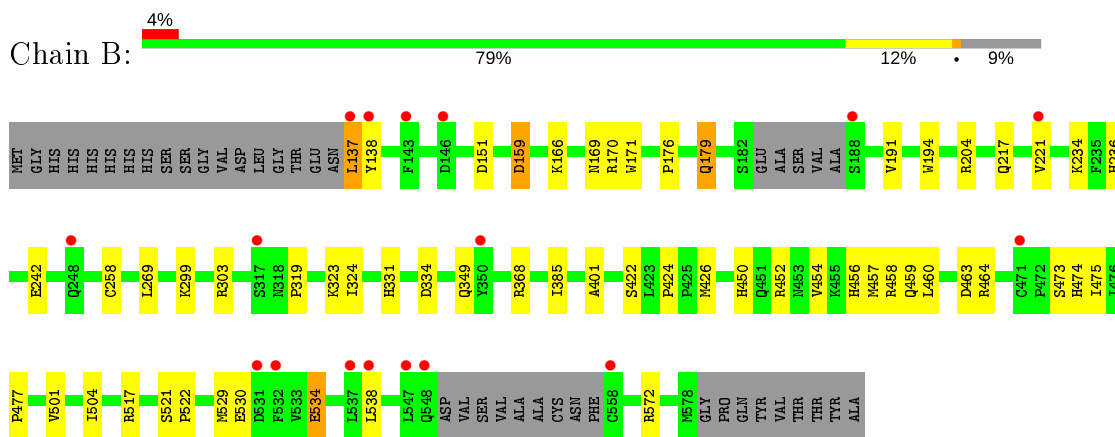 4%
Chain B:
79%
12%
•
9%
MET GLY HIS HIS HIS HIS HIS HIS SER SER GLY VAL ASP LEU GLY THR GLU ASN L137 Y138 F143 D146 D151 D159 K166 N169 R170 W171 P176 Q179 S182 GLU ALA SER VAL ALA S188 V191 W194 R204 Q217 V221 K234 F235 H236
E242 Q248 C258 L269 K299 R303 S317 N318 P319 K323 I324 H331 D334 Q349 Y350 R368 I385 A401 S422 L423 P424 P425 M426 H450 Q451 R452 N453 V454 K455 H456 M457 R458 Q459 L460 D463 R464 C471 P472 S473 H474 I475 I476
P477 V501 I504 R517 S521 P522 M529 E530 D531 F532 V533 E534 L537 L538 L547 Q548 ASP VAL SER VAL ALA ALA CYS ASN PHE C558 R572 M578 GLY PRO GLN TYR VAL THR THR TYR ALA